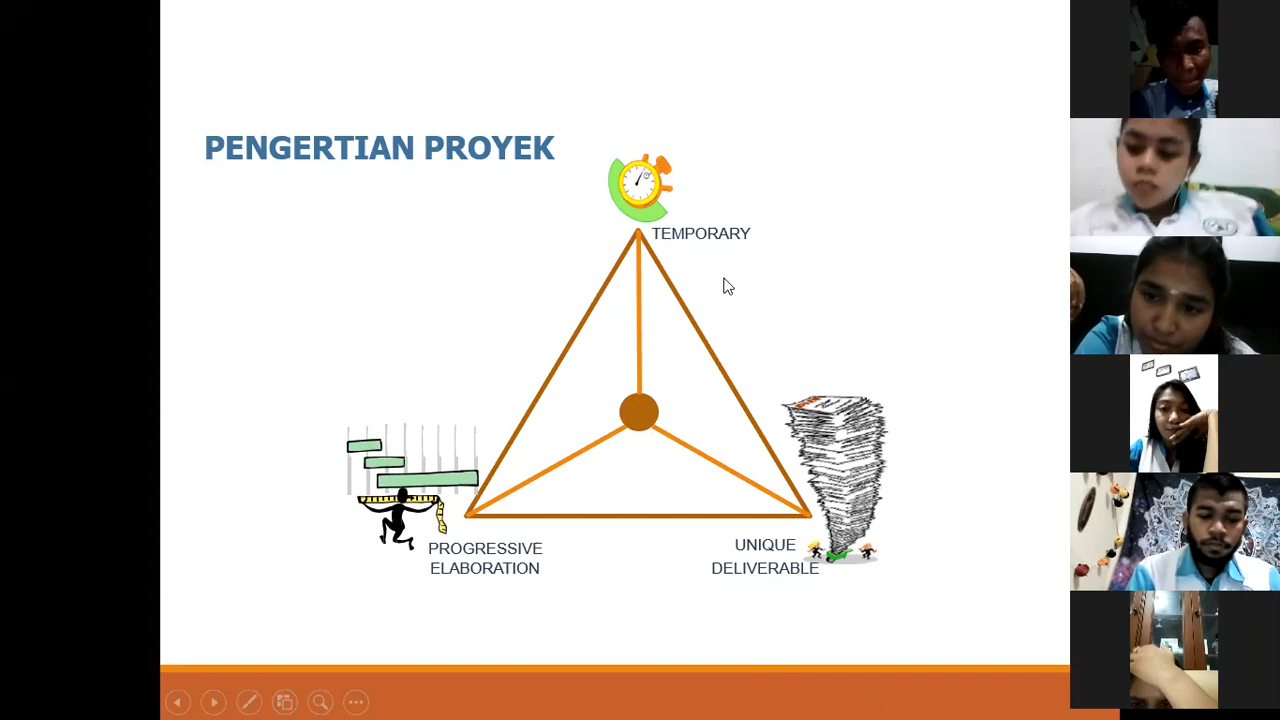 PENGERTIAN PROYEK
TEMPORARY
PROGRESSIVE
ELABORATION
UNIQUE
DELIVERABLE